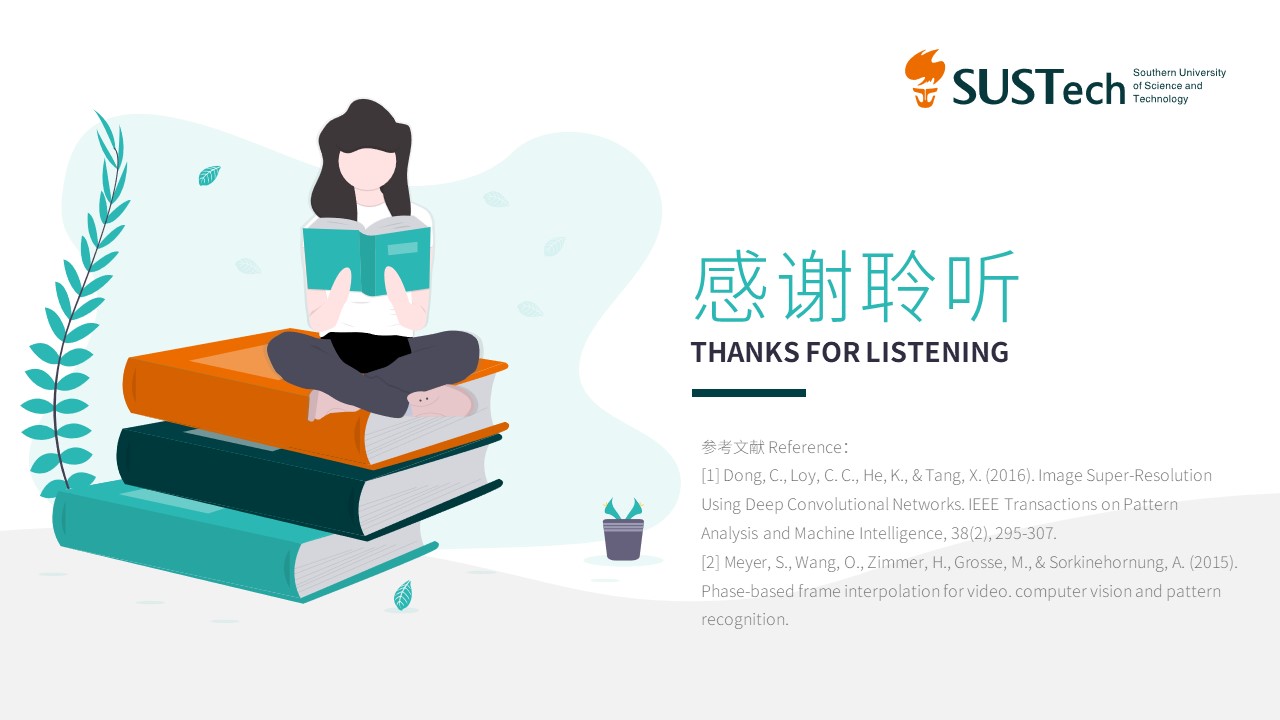 SUSTech
Southern University
of Science and
Technology
感谢聆听
THANKS FOR LISTENING
参考文献 Reference：
[1] Dong, C., Loy, C. C., He, K., & Tang, X. (2016). Image Super-Resolution
Using Deep Convolutional Networks. IEEE Transactions on Pattern
Analysis and Machine Intelligence, 38(2), 295-307.
[2] Meyer, S., Wang, O., Zimmer, H., Grosse, M., & Sorkinehornung, A. (2015).
Phase-based frame interpolation for video. computer vision and pattern
recognition.